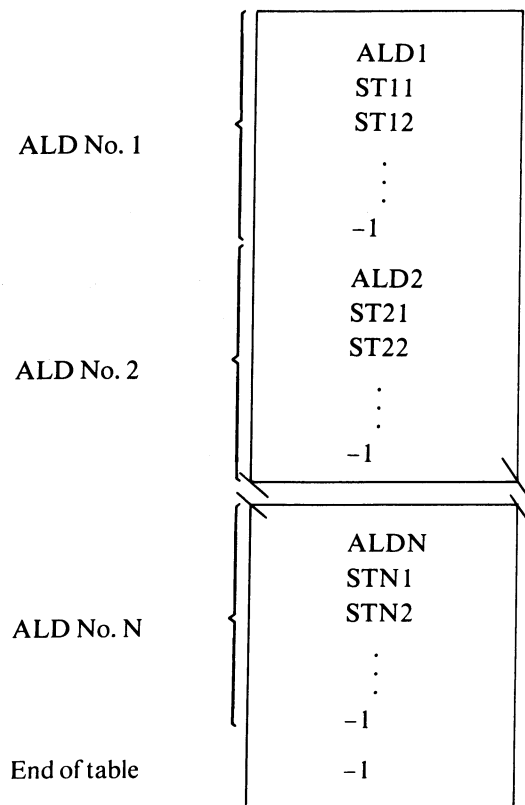 ALD1
ST11
ALD No. 1 ST12
.
.
.
–1
ALD2
ST21
ST22
ALD No. 2
.
.
.
–1
ALDN
STN1
STN2
ALD No. N
.
.
.
–1
End of table –1